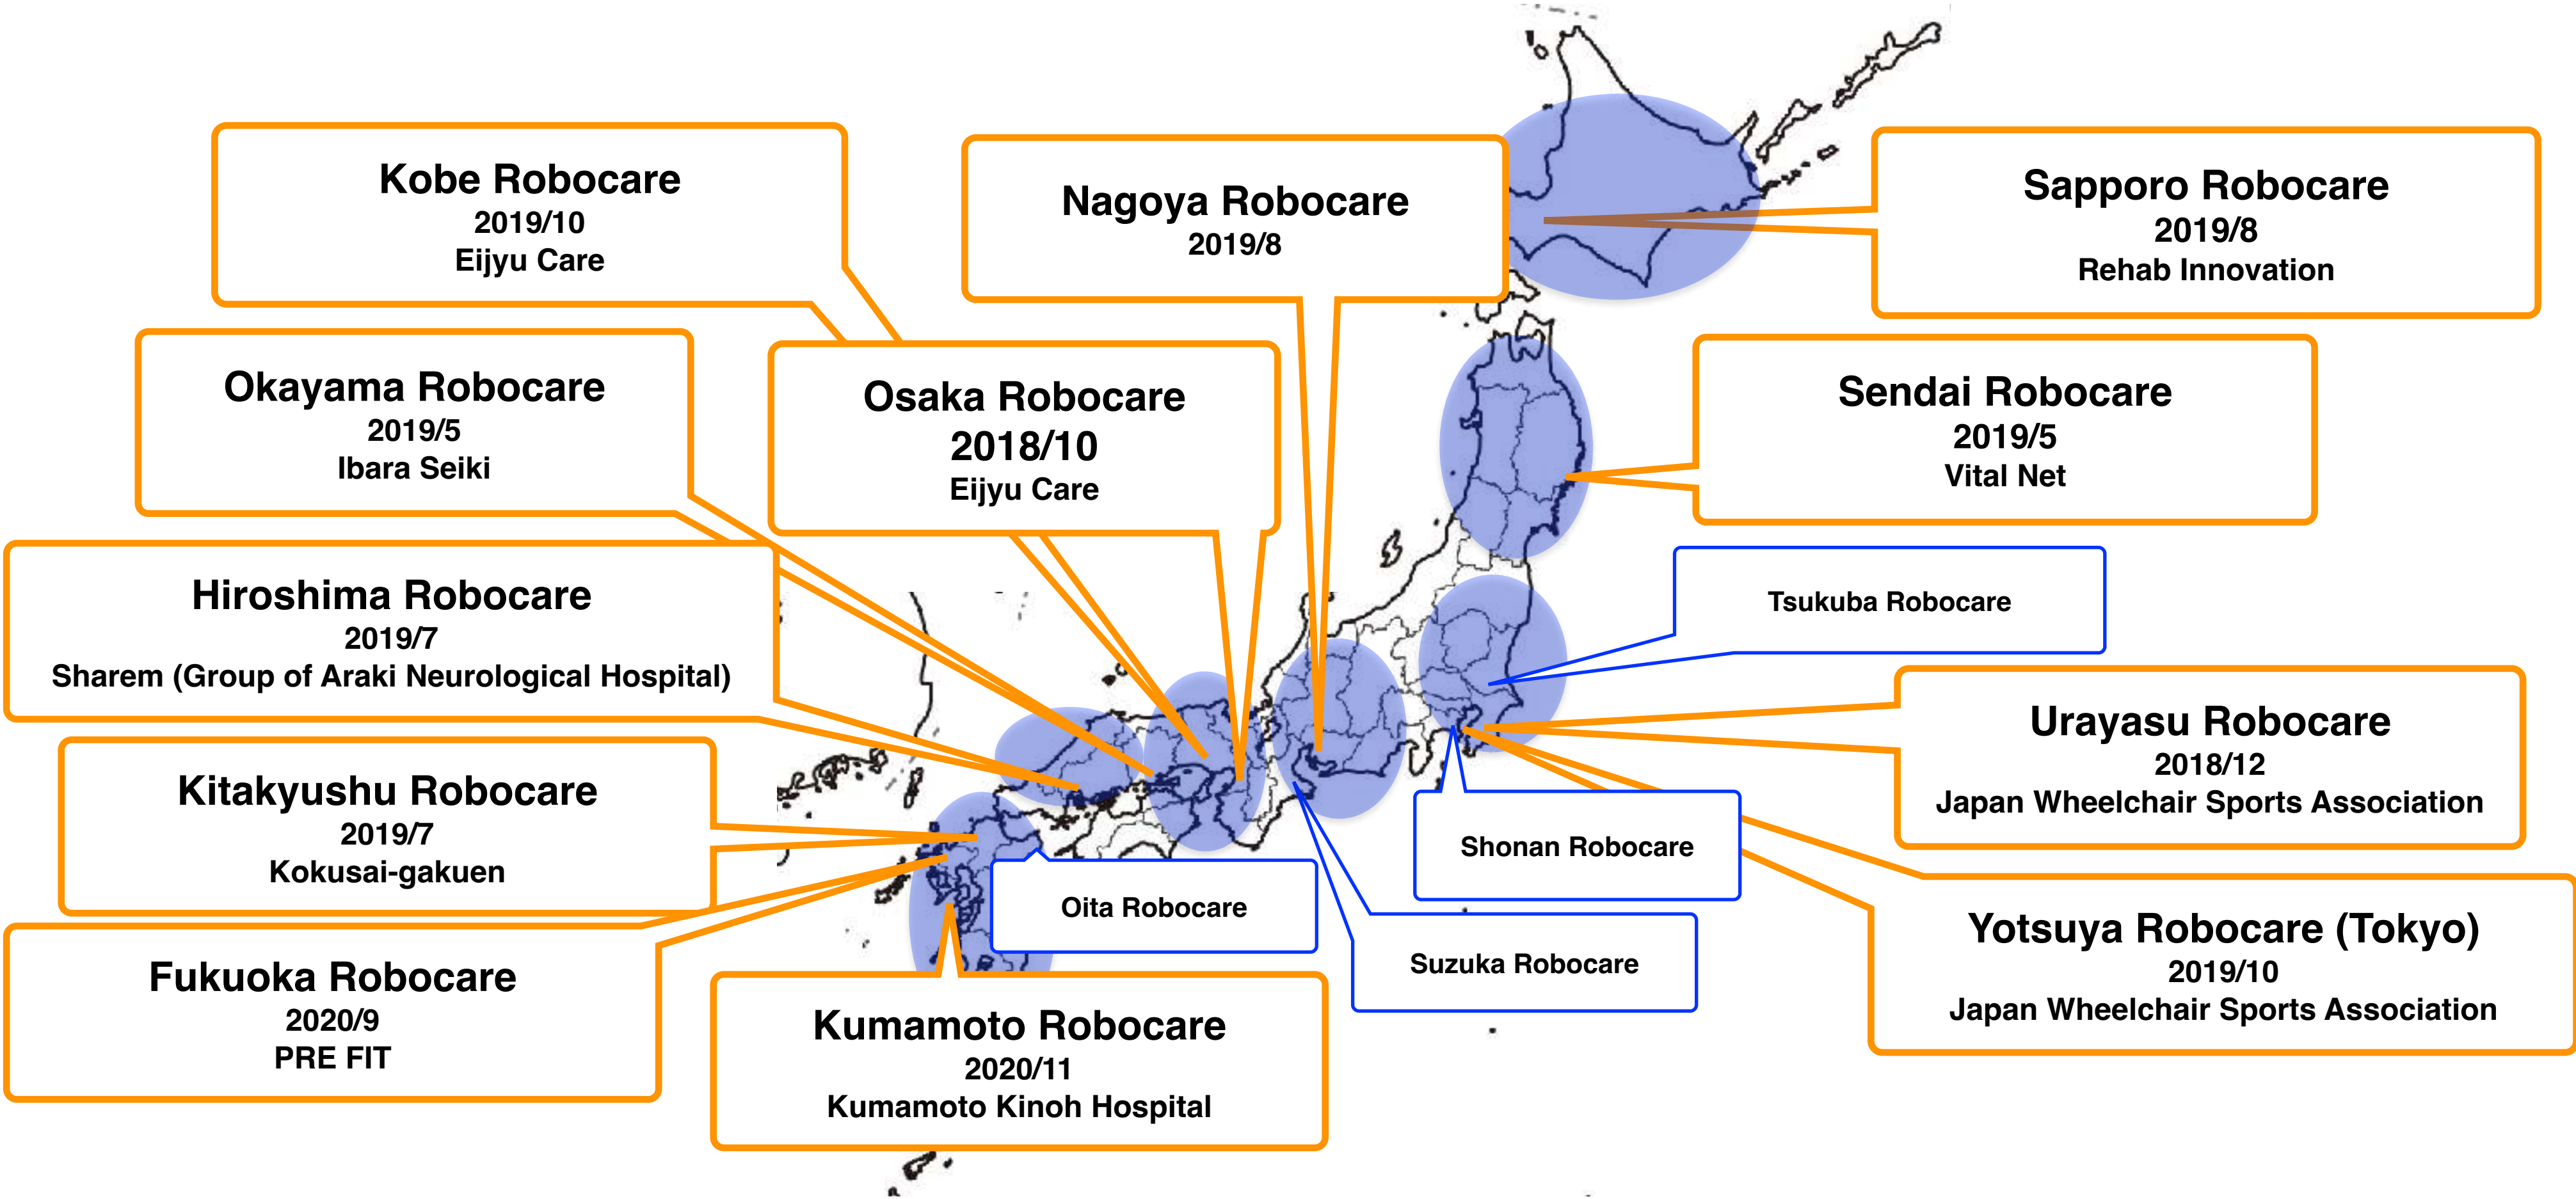 Kobe Robocare
2019/10
Eijyu Care
Nagoya Robocare
2019/8
Sapporo Robocare
2019/8
Rehab Innovation
Okayama Robocare
2019/5
Ibara Seiki
Osaka Robocare
2018/10
Eijyu Care
Sendai Robocare
2019/5
Vital Net
Hiroshima Robocare
2019/7
Sharem (Group of Araki Neurological Hospital)
Tsukuba Robocare
Urayasu Robocare
2018/12
Japan Wheelchair Sports Association
Kitakyushu Robocare
2019/7
Kokusai-gakuen
Shonan Robocare
Oita Robocare
Suzuka Robocare
Yotsuya Robocare (Tokyo)
2019/10
Japan Wheelchair Sports Association
Fukuoka Robocare
2020/9
PRE FIT
Kumamoto Robocare
2020/11
Kumamoto Kinoh Hospital